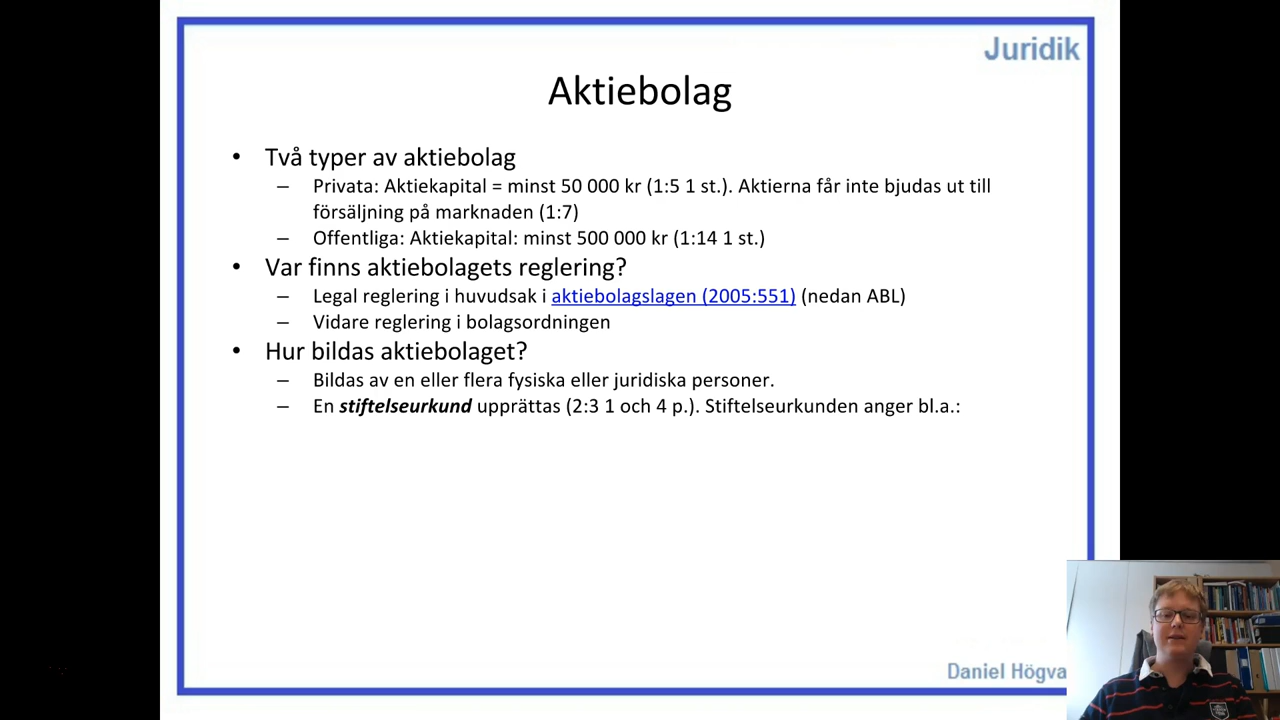 Juridik
Aktiebolag
• Två typer av aktiebolag
– Privata: Aktiekapital = minst 50 000 kr (1:5 1 st.). Aktierna får inte bjudas ut till
försäljning på marknaden (1:7)
– Offentliga: Aktiekapital: minst 500 000 kr (1:14 1 st.)
• Var finns aktiebolagets reglering?
– Legal reglering i huvudsak i aktiebolagslagen (2005:551) (nedan ABL)
– Vidare reglering i bolagsordningen
• Hur bildas aktiebolaget?
– Bildas av en eller flera fysiska eller juridiska personer.
– En stiftelseurkund upprättas (2:3 1 och 4 p.). Stiftelseurkunden anger bl.a.:
Daniel Högva